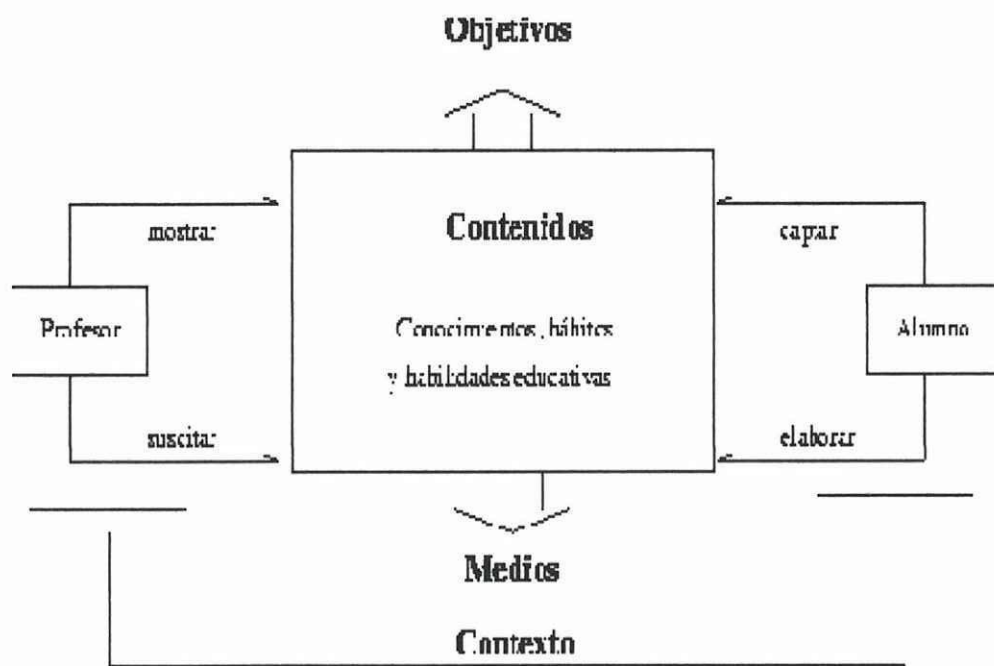 Objetivos
mostrar
Contenidos
captar
Profesor
Conocimientos, hábitos
y habilidades educativas
Alumno
suscitar
elaborar
Medios
Contexto